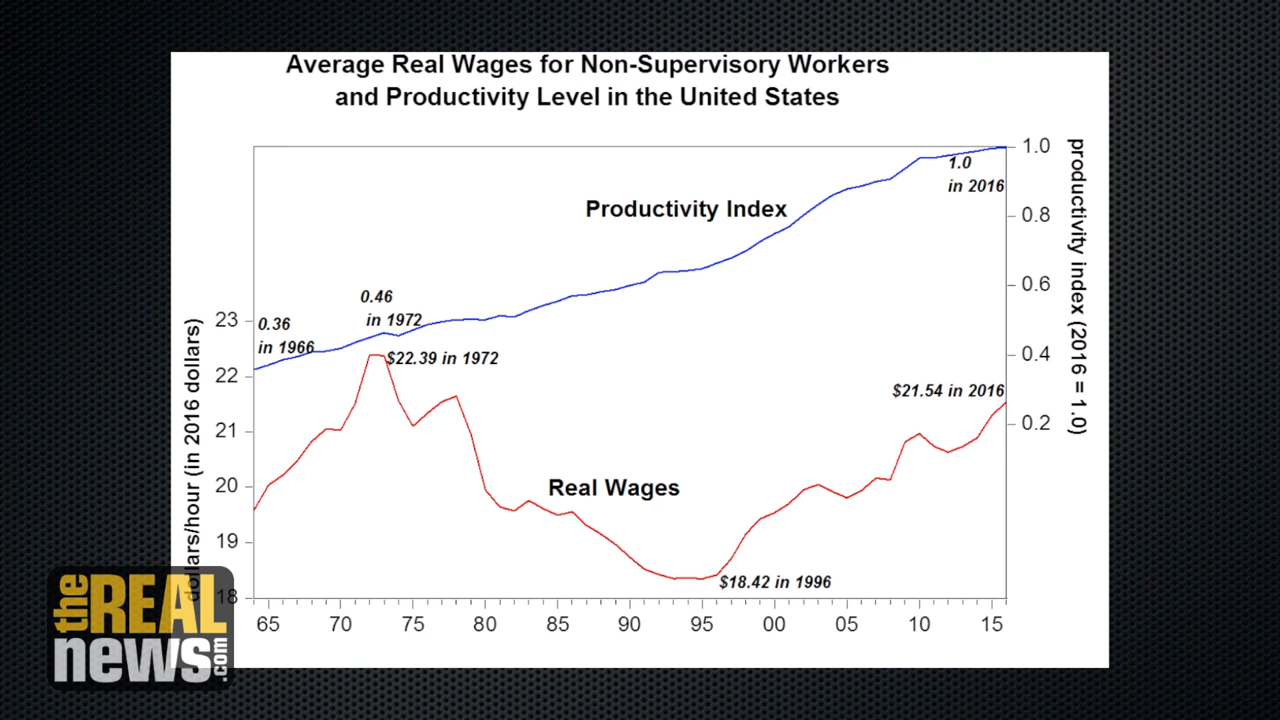 Average Real Wages for Non-Supervisory Workers
and Productivity Level in the United States
1.0
0.8
0.6
0.4
0.2
productivity index (2016 = 1.0)
1.0
in 2016
Productivity Index
0.46
in 1972
0.36
in 1966
23
22
21
20
19
18
dollars/hour (in 2016 dollars)
$22.39 in 1972
$21.54 in 2016
Real Wages
$18.42 in 1996
65 70 75 80 85 90 95 00 05 10 15
the REAL
news.com